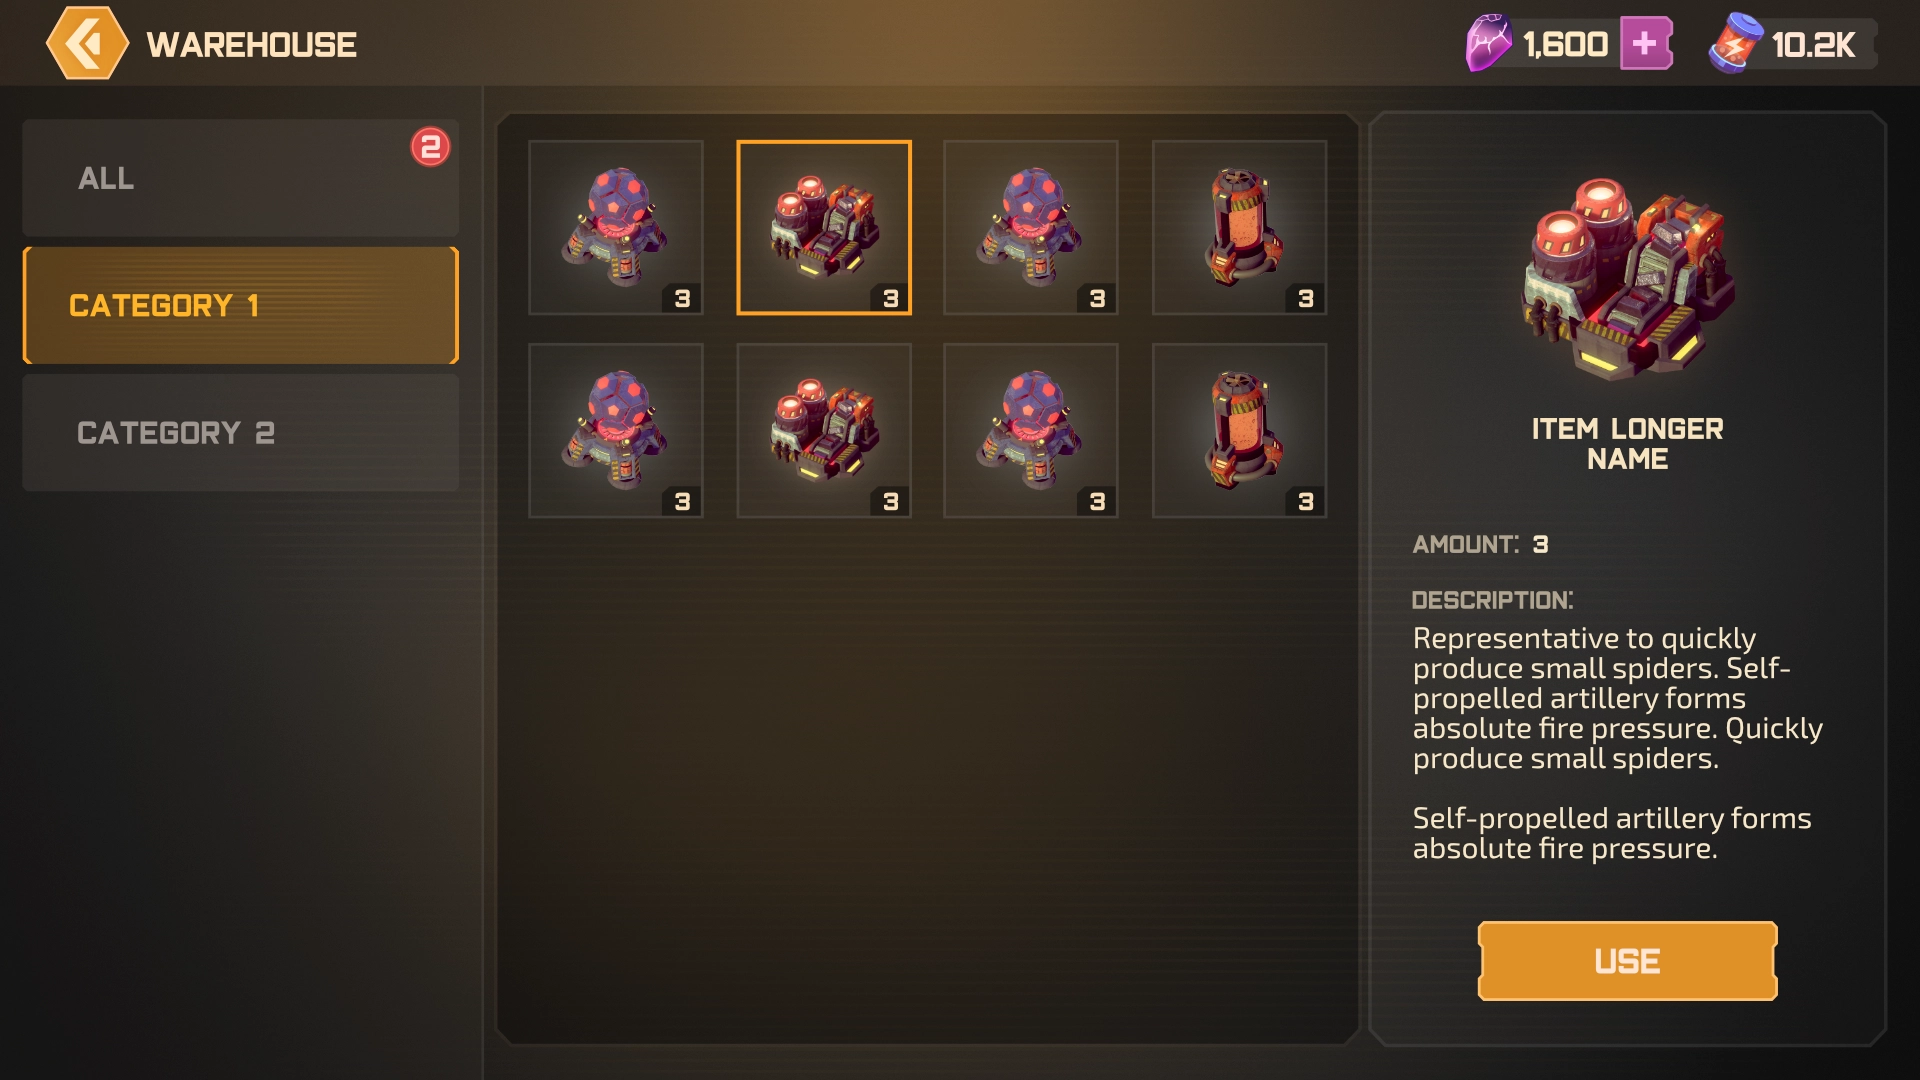 WAREHOUSE
1,600
+
10.2K
ALL
2
CATEGORY 1
CATEGORY 2
3
3
3
3
3
3
3
3
ITEM LONGER
NAME
AMOUNT: 3
DESCRIPTION:
Representative to quickly
produce small spiders. Self-
propelled artillery forms
absolute fire pressure. Quickly
produce small spiders.
Self-propelled artillery forms
absolute fire pressure.
USE